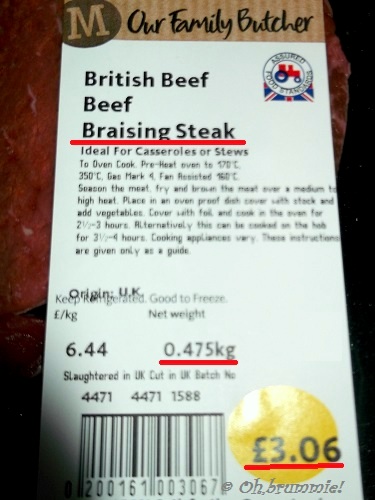 M Our Family Butcher
ASSURED
FOOD STANDARDS
British Beef
Beef
Braising Steak
Ideal For Casseroles or Stews
To Oven Cook. Pre-Heat oven to 170°C,
350°C, Gas Mark 4, Fan Assisted 160°C.
Season the meat, fry and brown the meat over a medium to
high heat. Place in an oven proof dish cover with stock and
add vegetables. Cover with foil and cook in the oven for
2½-3 hours. Alternatively this can be cooked on the hob
for 3½-4 hours. Cooking appliances vary. These instructions
are given only as a guide.
Origin: U.K.
Keep Refrigerated. Good to Freeze.
£/kg Net weight
6.44 0.475kg
Slaughtered in UK Cut in UK Batch No
4471 4471 1588
£3.06
0 200161 003067
© Oh,brummie!